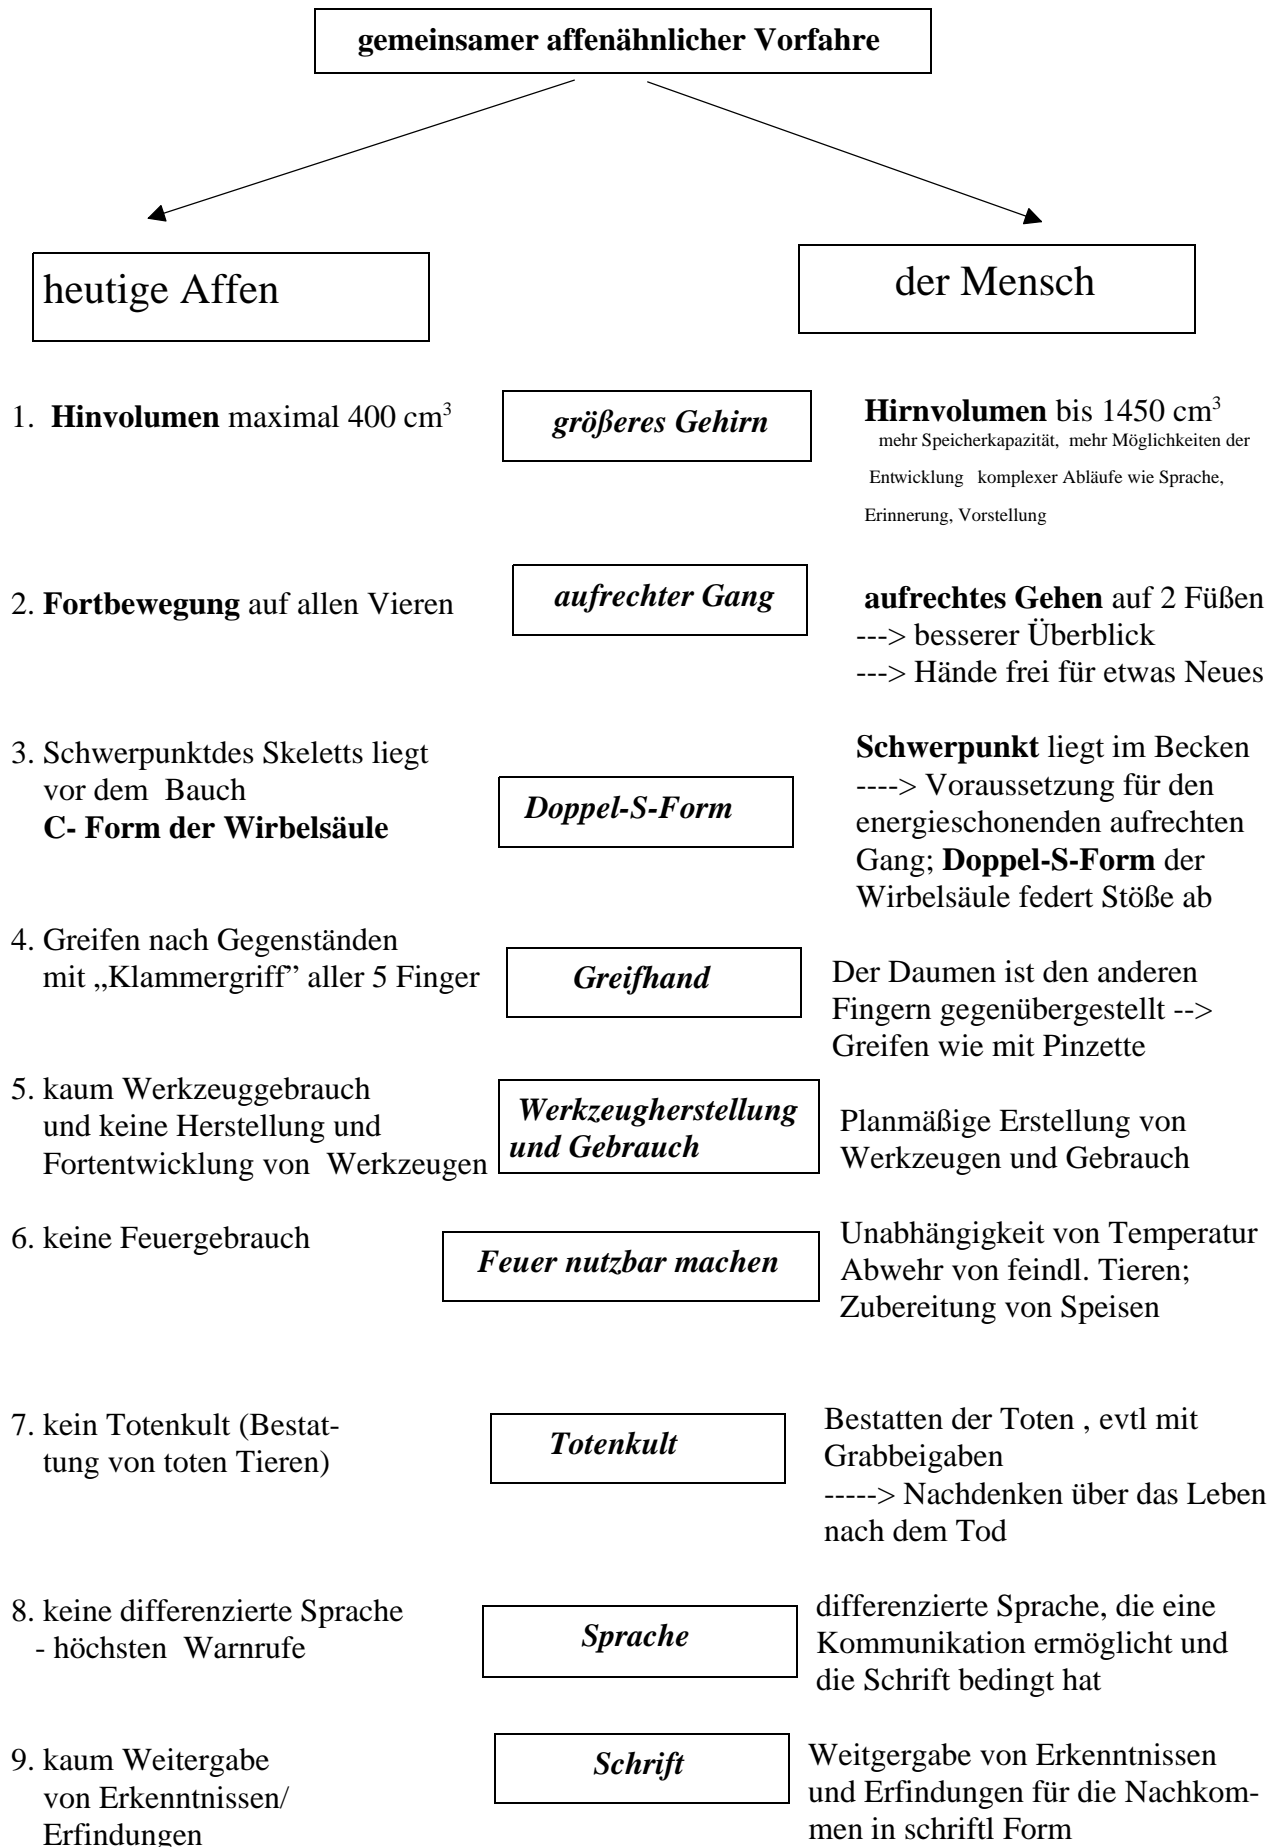 gemeinsamer affenähnlicher Vorfahre
heutige Affen
der Mensch
1. Hinvolumen maximal 400 cm³
größeres Gehirn
Hirnvolumen bis 1450 cm³
mehr Speicherkapazität, mehr Möglichkeiten der
Entwicklung komplexer Abläufe wie Sprache,
Erinnerung, Vorstellung
2. Fortbewegung auf allen Vieren
aufrechter Gang
aufrechtes Gehen auf 2 Füßen
---> besserer Überblick
---> Hände frei für etwas Neues
3. Schwerpunktdes Skeletts liegt
vor dem Bauch
C- Form der Wirbelsäule
Doppel-S-Form
Schwerpunkt liegt im Becken
----> Voraussetzung für den
energieschonenden aufrechten
Gang; Doppel-S-Form der
Wirbelsäule federt Stöße ab
4. Greifen nach Gegenständen
mit „Klammergriff” aller 5 Finger
Greifhand
Der Daumen ist den anderen
Fingern gegenübergestellt -->
Greifen wie mit Pinzette
5. kaum Werkzeuggebrauch
und keine Herstellung und
Fortentwicklung von Werkzeugen
Werkzeugherstellung
und Gebrauch
Planmäßige Erstellung von
Werkzeugen und Gebrauch
6. keine Feuergebrauch
Feuer nutzbar machen
Unabhängigkeit von Temperatur
Abwehr von feindl. Tieren;
Zubereitung von Speisen
7. kein Totenkult (Bestat-
tung von toten Tieren)
Totenkult
Bestatten der Toten , evtl mit
Grabbeigaben
-----> Nachdenken über das Leben
nach dem Tod
8. keine differenzierte Sprache
- höchsten Warnrufe
Sprache
differenzierte Sprache, die eine
Kommunikation ermöglicht und
die Schrift bedingt hat
9. kaum Weitergabe
von Erkenntnissen/
Erfindungen
Schrift
Weitgergabe von Erkenntnissen
und Erfindungen für die Nachkom-
men in schriftl Form